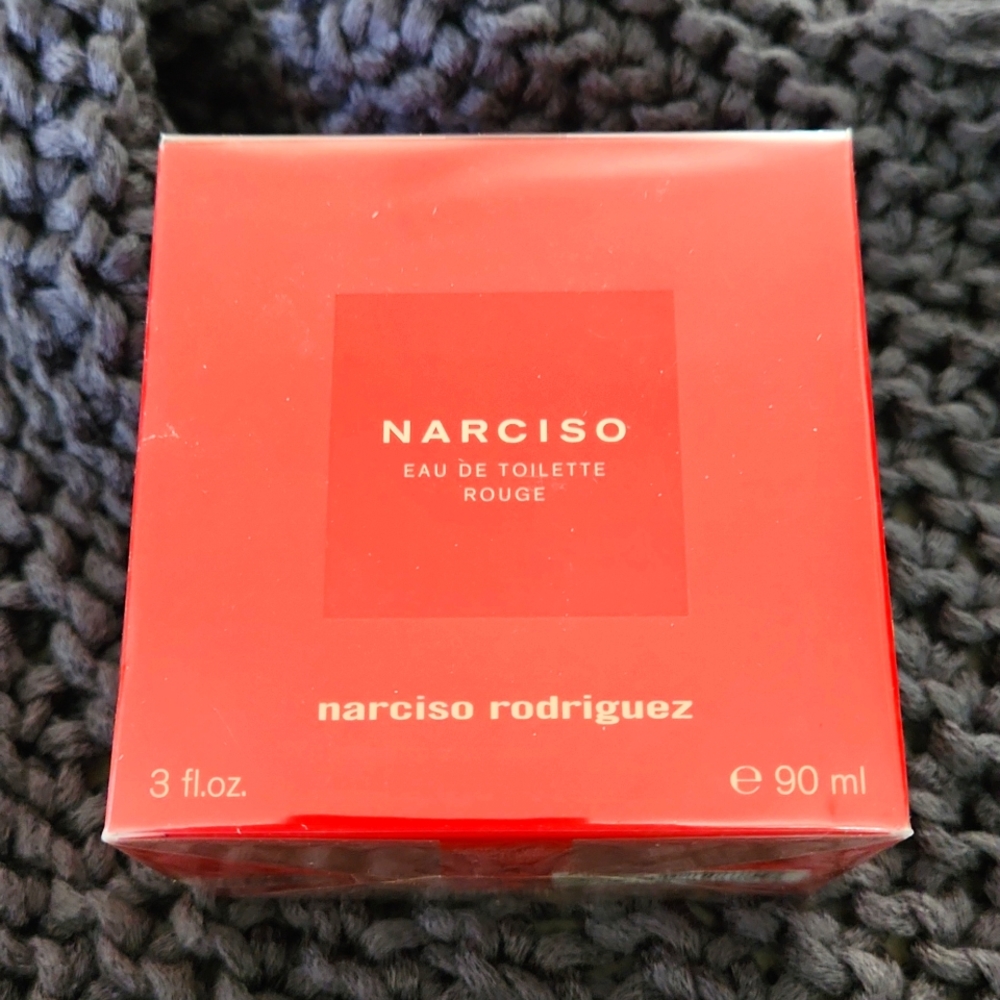 NARCISO
EAU DE TOILETTE
ROUGE
narciso rodriguez
3 fl.oz.
℮ 90 ml